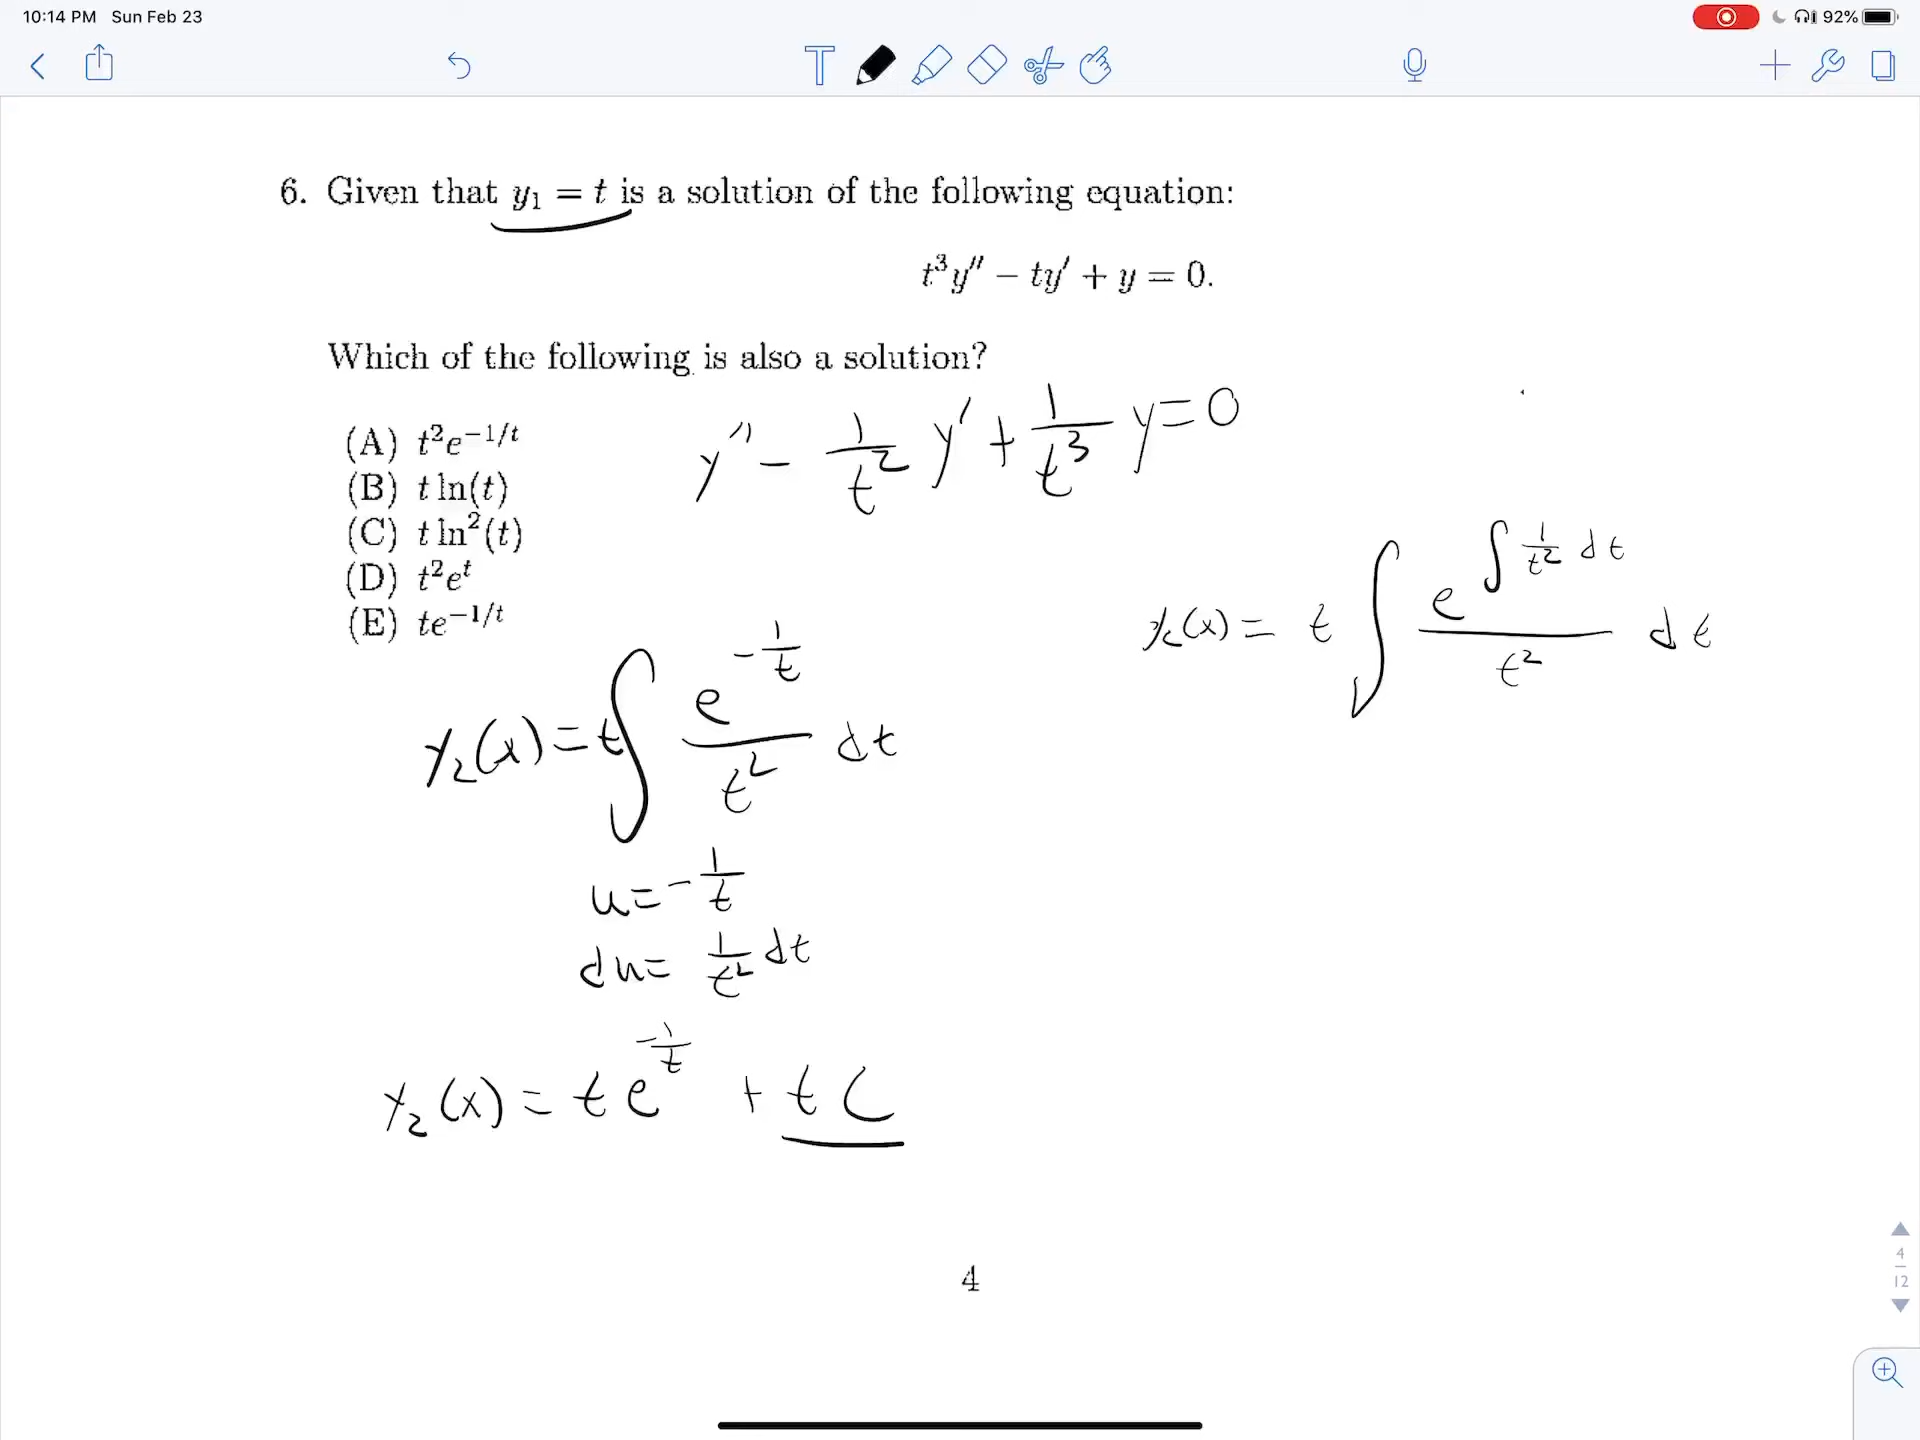 10:14 PM Sun Feb 23
92%
6. Given that y₁ = t is a solution of the following equation:
t³y″ − ty′ + y = 0.
Which of the following is also a solution?
(A) t²e^{−1/t}
(B) t ln(t)
(C) t ln²(t)
(D) t²e^t
(E) te^{−1/t}
y″ − 1/t² y′ + 1/t³ y = 0
y₂(x) = t ∫ e^{∫ 1/t² dt} / t² dt
y₂(x) = t ∫ e^{−1/t} / t² dt
u = −1/t
du = 1/t² dt
y₂(x) = t e^{−1/t} + t C
4
4
12